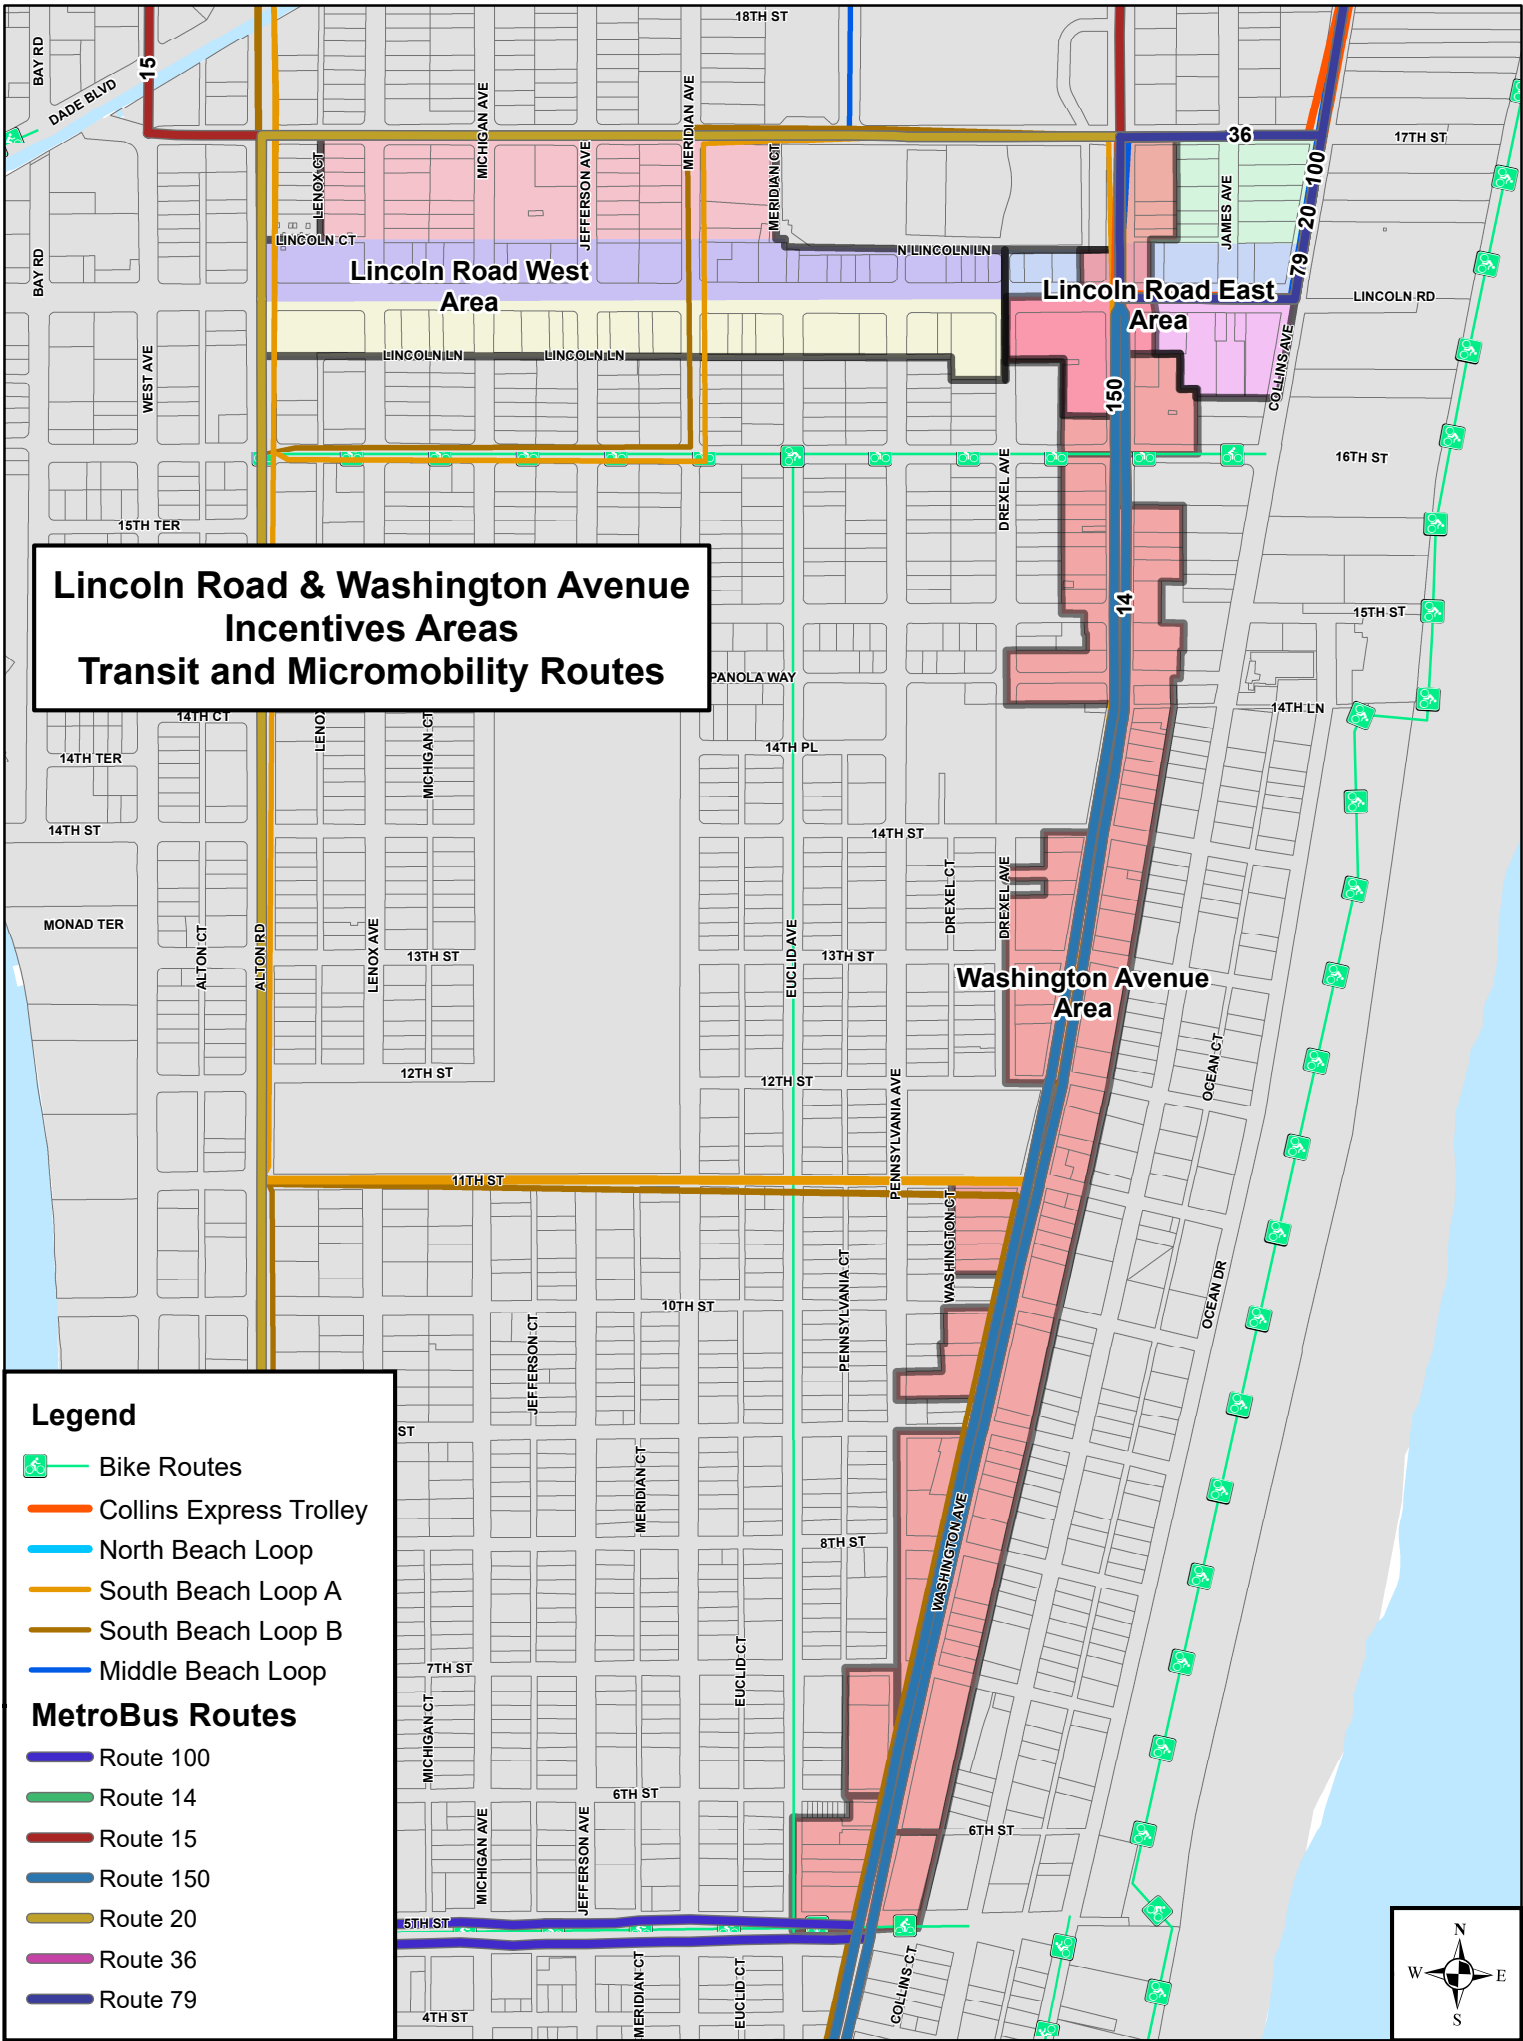 18TH ST
BAY RD
15
DADE BLVD
MICHIGAN AVE
MERIDIAN AVE
36
17TH ST
100
LENOX CT
JEFFERSON AVE
MERIDIAN CT
JAMES AVE
20
BAY RD
LINCOLN CT
N LINCOLN LN
79
Lincoln Road West
Area
Lincoln Road East
Area
LINCOLN RD
WEST AVE
LINCOLN LN
LINCOLN LN
COLLINS AVE
150
16TH ST
DREXEL AVE
15TH TER
Lincoln Road & Washington Avenue
Incentives Areas
Transit and Micromobility Routes
14
15TH ST
PANOLA WAY
14TH CT
LENOX
MICHIGAN CT
14TH LN
14TH TER
14TH PL
14TH ST
14TH ST
DREXEL CT
DREXEL AVE
MONAD TER
ALTON CT
ALTON RD
LENOX AVE
13TH ST
EUCLID AVE
13TH ST
Washington Avenue
Area
12TH ST
12TH ST
PENNSYLVANIA AVE
OCEAN CT
11TH ST
WASHINGTON CT
PENNSYLVANIA CT
OCEAN DR
10TH ST
JEFFERSON CT
ST
MERIDIAN CT
8TH ST
WASHINGTON AVE
EUCLID CT
7TH ST
MICHIGAN CT
6TH ST
6TH ST
MICHIGAN AVE
JEFFERSON AVE
5TH ST
MERIDIAN CT
EUCLID CT
COLLINS CT
4TH ST
Legend
Bike Routes
Collins Express Trolley
North Beach Loop
South Beach Loop A
South Beach Loop B
Middle Beach Loop
MetroBus Routes
Route 100
Route 14
Route 15
Route 150
Route 20
Route 36
Route 79
N
W E
S